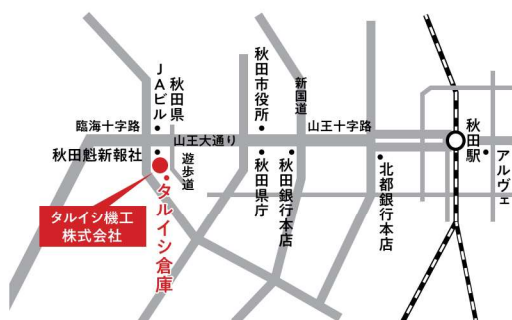 秋田県
JAビル
臨海十字路
秋田魁新報社
山王大通り
遊歩道
タルイシ機工
株式会社
タルイシ倉庫
秋田市役所
秋田県庁
新国道
秋田銀行本店
山王十字路
北都銀行本店
秋田駅
アルヴェ